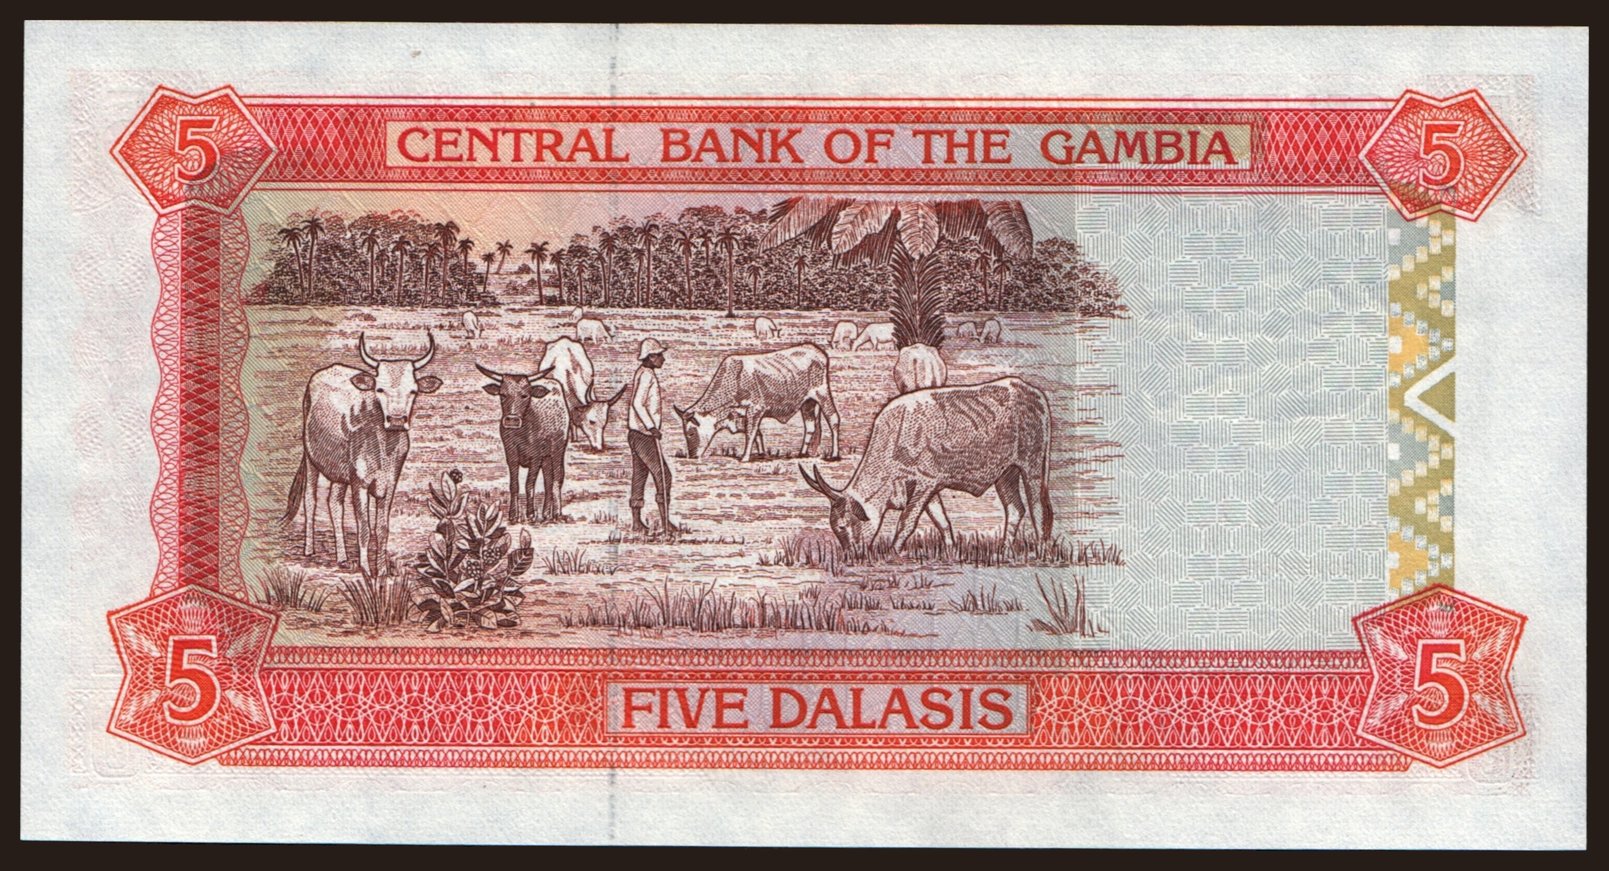 5 CENTRAL BANK OF THE GAMBIA 5
5 FIVE DALASIS 5